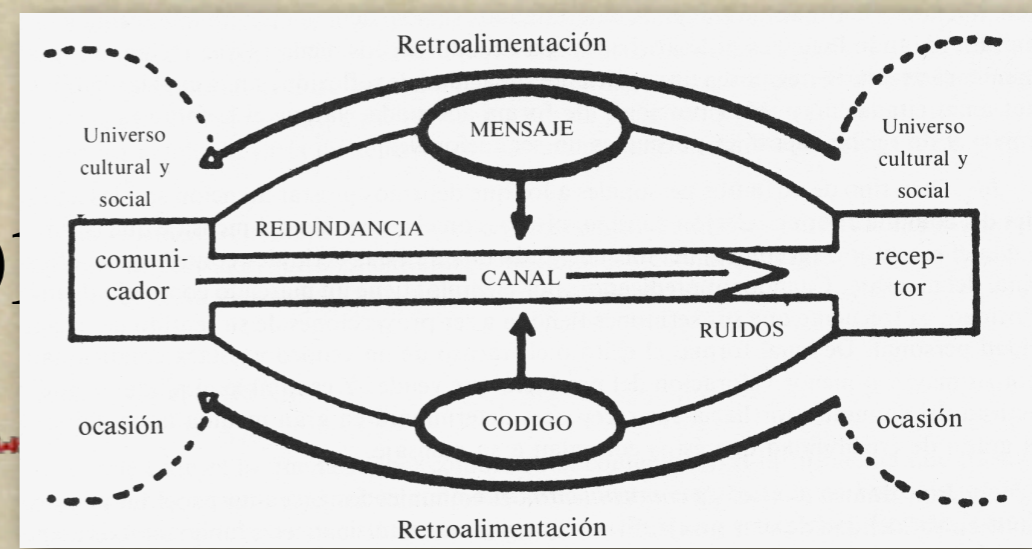 Retroalimentación
MENSAJE
Universo
cultural y
social
Universo
cultural y
social
REDUNDANCIA
comuni-
cador
CANAL
recep-
tor
RUIDOS
ocasión
CODIGO
ocasión
Retroalimentación